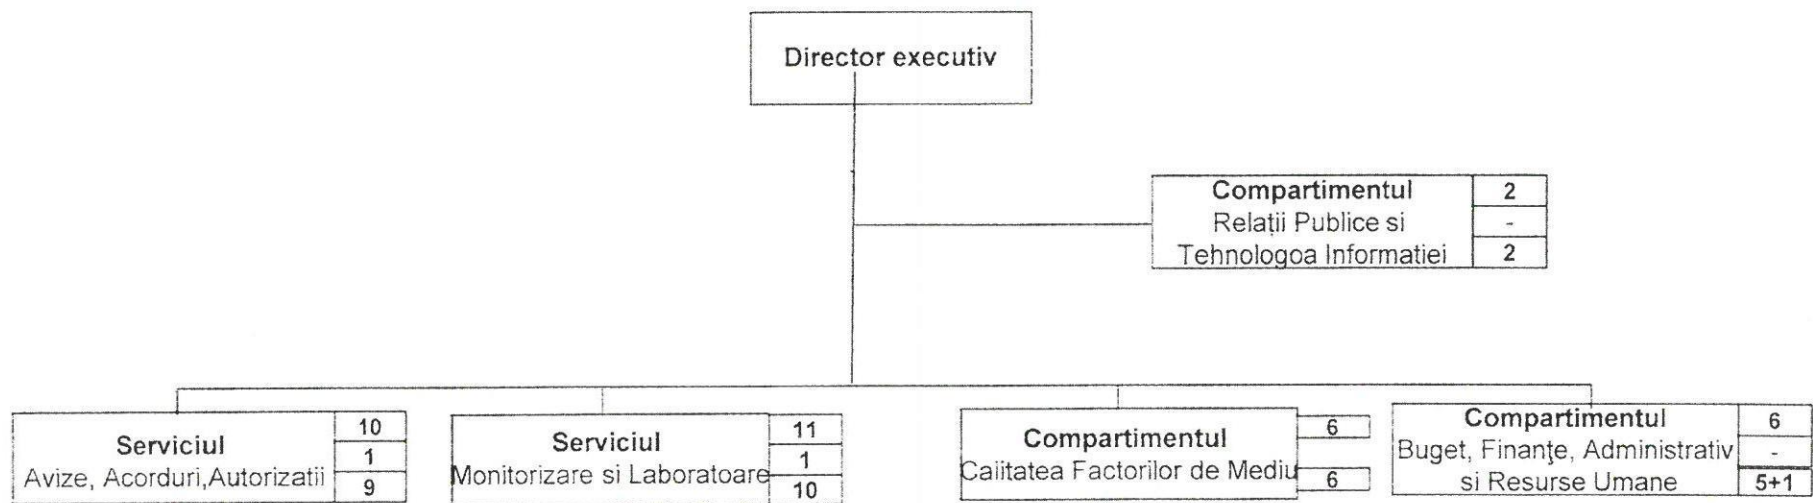 Director executiv
Compartimentul
Relații Publice si
Tehnologoa Informatiei
2
-
2
Serviciul
Avize, Acorduri,Autorizatii
10
1
9
Serviciul
Monitorizare si Laboratoare
11
1
10
Compartimentul
Calitatea Factorilor de Mediu
6
6
Compartimentul
Buget, Finanţe, Administrativ
si Resurse Umane
6
-
5+1